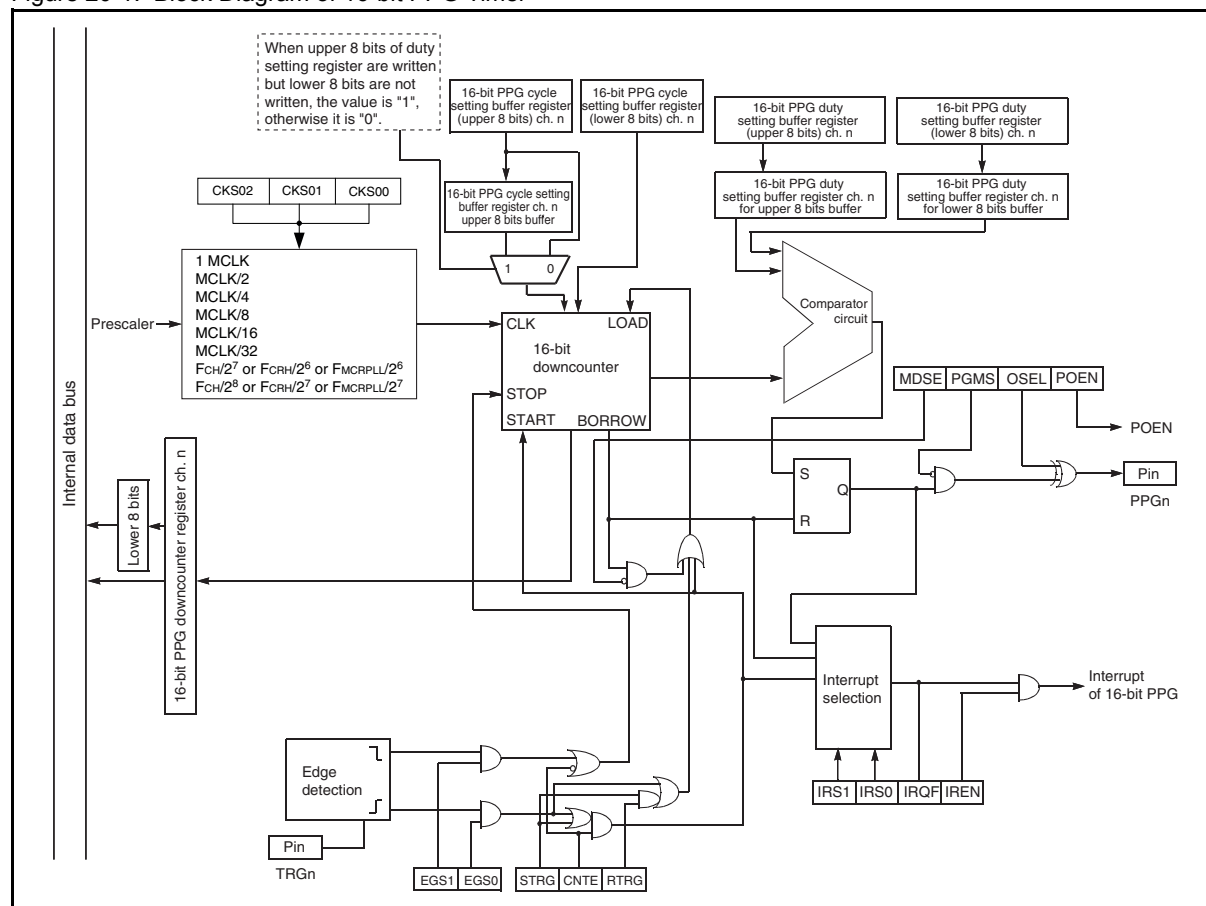 Figure 20-1. Block Diagram of 16-bit PPG Timer
When upper 8 bits of duty
setting register are written
but lower 8 bits are not
written, the value is "1",
otherwise it is "0".
16-bit PPG cycle
setting buffer register
(upper 8 bits) ch. n
16-bit PPG cycle
setting buffer register
(lower 8 bits) ch. n
16-bit PPG duty
setting buffer register
(upper 8 bits) ch. n
16-bit PPG duty
setting buffer register
(lower 8 bits) ch. n
16-bit PPG cycle setting
buffer register ch. n
upper 8 bits buffer
16-bit PPG duty
setting buffer register ch. n
for upper 8 bits buffer
16-bit PPG duty
setting buffer register ch. n
for lower 8 bits buffer
CKS02 CKS01 CKS00
1 0
1 MCLK
MCLK/2
MCLK/4
MCLK/8
MCLK/16
MCLK/32
FCH/2⁷ or FCRH/2⁶ or FMCRPLL/2⁶
FCH/2⁸ or FCRH/2⁷ or FMCRPLL/2⁷
Prescaler
CLK LOAD
16-bit
downcounter
STOP
START BORROW
Comparator
circuit
MDSE PGMS OSEL POEN
POEN
Pin
PPGn
S
Q
R
Internal data bus
Lower 8 bits
16-bit PPG downcounter register ch. n
Interrupt
selection
Interrupt
of 16-bit PPG
IRS1 IRS0 IRQF IREN
Edge
detection
Pin
TRGn
EGS1 EGS0
STRG CNTE RTRG